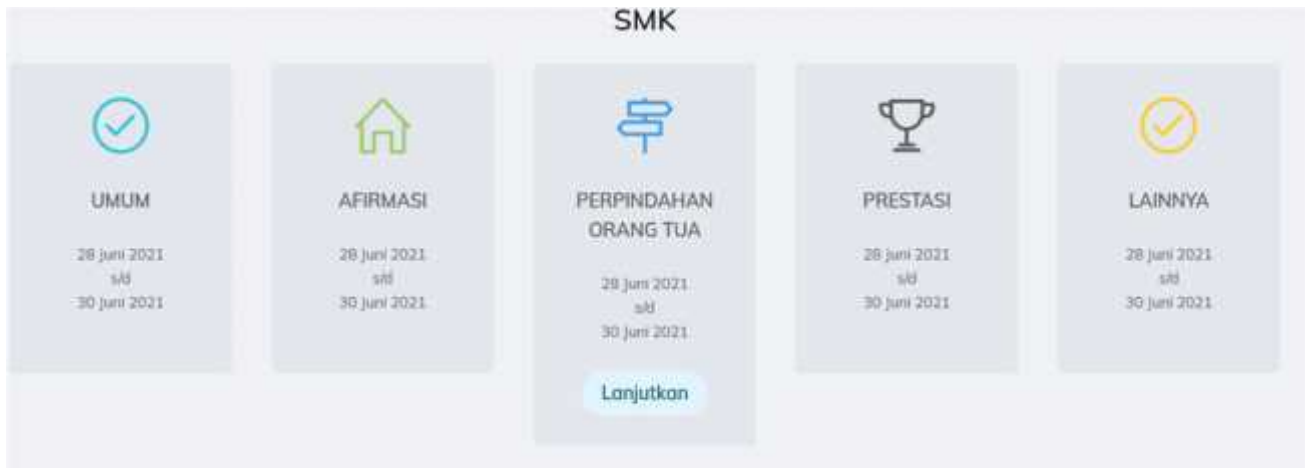 SMK
UMUM
28 Juni 2021
s/d
30 Juni 2021
AFIRMASI
28 Juni 2021
s/d
30 Juni 2021
PERPINDAHAN
ORANG TUA
28 Juni 2021
s/d
30 Juni 2021
Lanjutkan
PRESTASI
28 Juni 2021
s/d
30 Juni 2021
LAINNYA
28 Juni 2021
s/d
30 Juni 2021